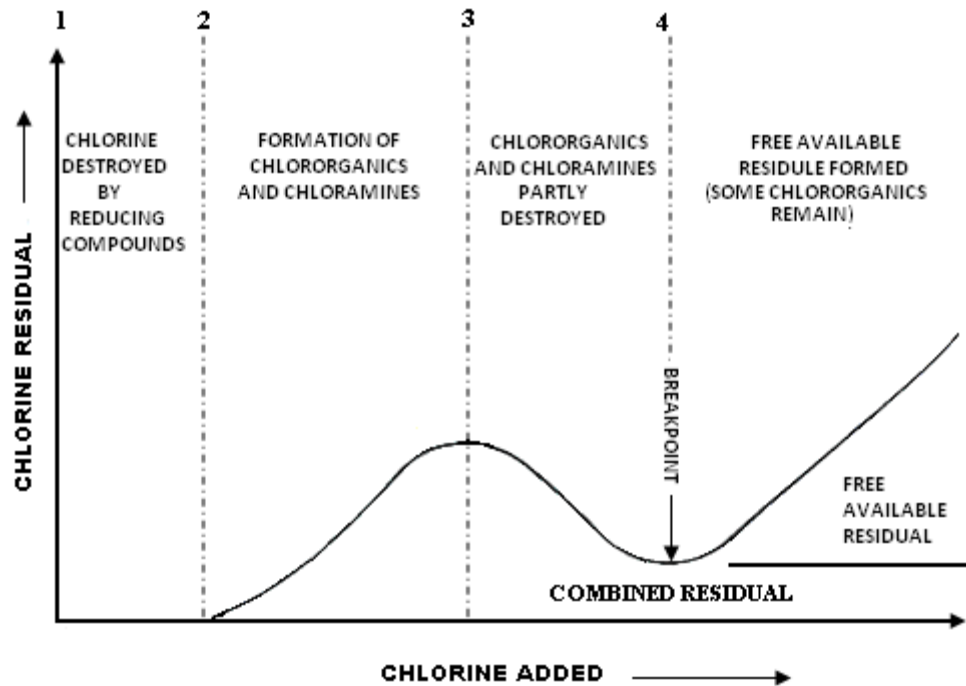 1
2
3
4
CHLORINE
DESTROYED
BY
REDUCING
COMPOUNDS
FORMATION OF
CHLORORGANICS
AND CHLORAMINES
CHLORORGANICS
AND CHLORAMINES
PARTLY
DESTROYED
FREE AVAILABLE
RESIDULE FORMED
(SOME CHLORORGANICS
REMAIN)
CHLORINE RESIDUAL
BREAKPOINT
FREE
AVAILABLE
RESIDUAL
COMBINED RESIDUAL
CHLORINE ADDED